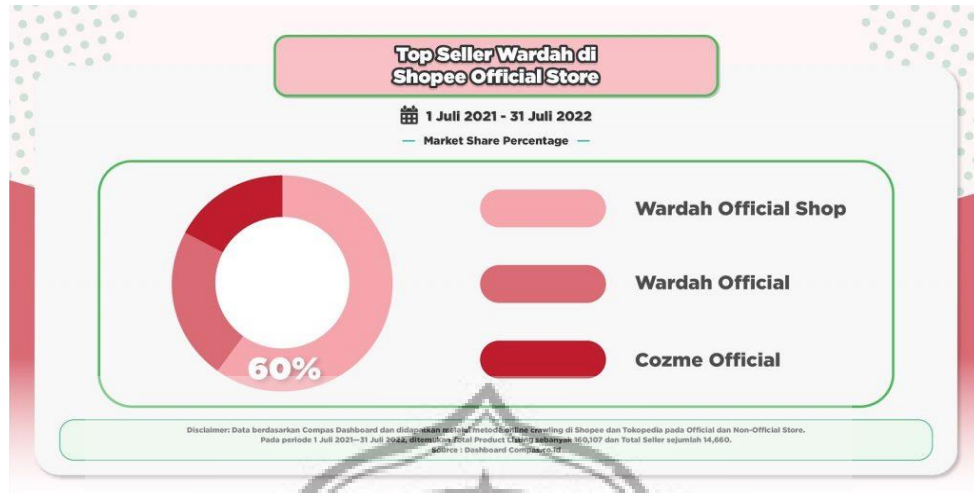 Top Seller Wardah di
Shopee Official Store
1 Juli 2021 - 31 Juli 2022
Market Share Percentage
60%
Wardah Official Shop
Wardah Official
Cozme Official
Disclaimer: Data berdasarkan Compas Dashboard dan didapatkan melalui metode online crawling di Shopee dan Tokopedia pada Official dan Non-Official Store.
Pada periode 1 Juli 2021—31 Juli 2022, ditemukan Total Product Listing sebanyak 160,107 dan Total Seller sejumlah 14,660.
Source : Dashboard Compas.co.id